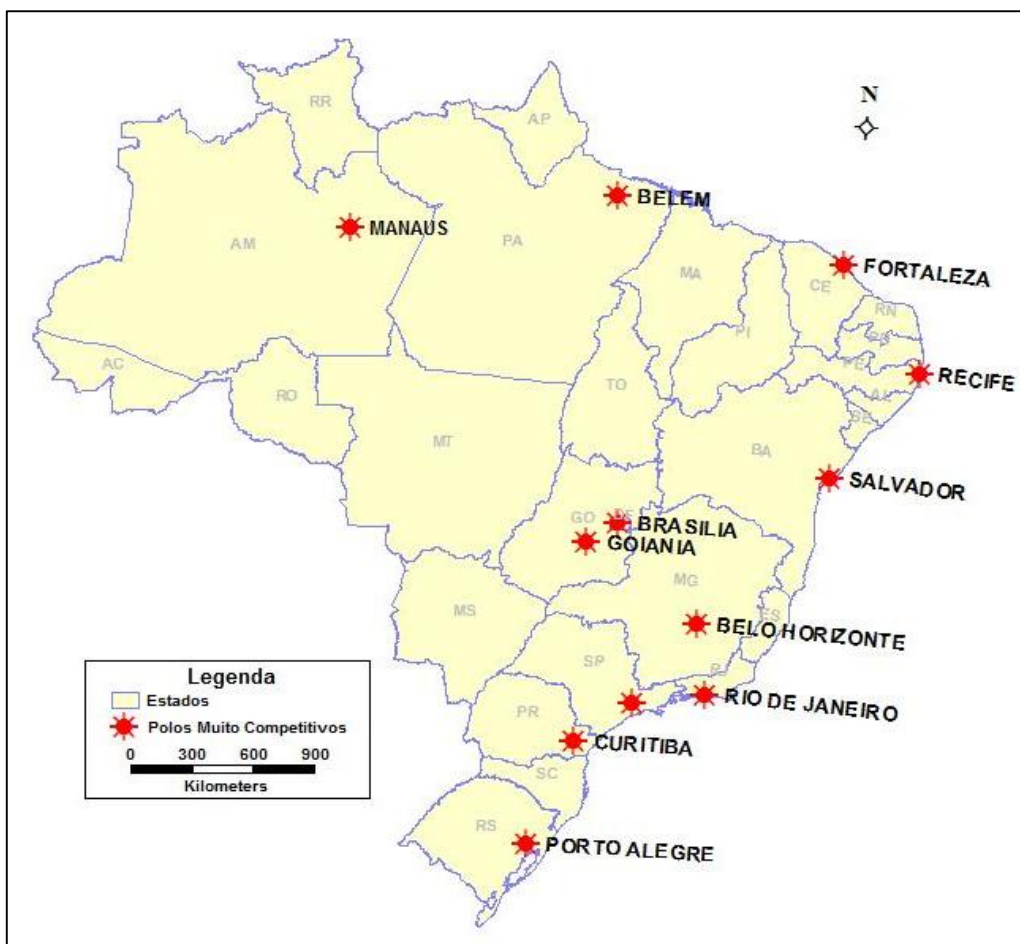 N
RR
AP
BELEM
MANAUS
PA
AM
FORTALEZA
MA
CE
RN
PI
PB
PE
RECIFE
AC
TO
AL
RO
SE
MT
BA
SALVADOR
GO
DF
BRASILIA
GOIANIA
MG
MS
ES
BELO HORIZONTE
SP
RJ
RIO DE JANEIRO
PR
CURITIBA
SC
RS
PORTO ALEGRE
Legenda
Estados
Polos Muito Competitivos
0 300 600 900
Kilometers